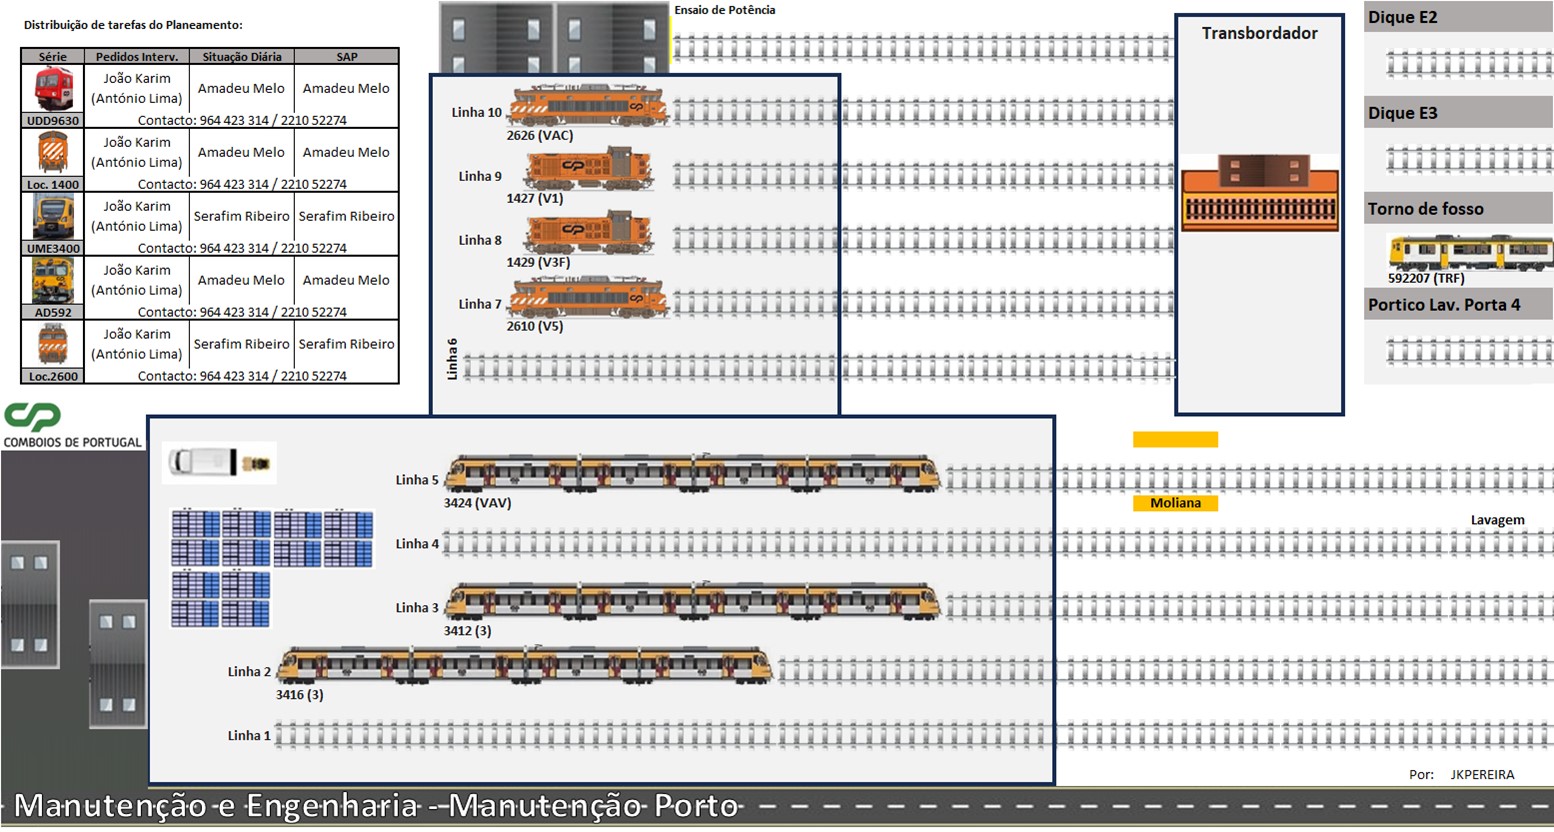 Distribuição de tarefas do Planeamento:
Série Pedidos Interv. Situação Diária SAP
UDD9630 João Karim (António Lima) Amadeu Melo Amadeu Melo
Contacto: 964 423 314 / 2210 52274
Loc. 1400 João Karim (António Lima) Amadeu Melo Amadeu Melo
Contacto: 964 423 314 / 2210 52274
UME3400 João Karim (António Lima) Serafim Ribeiro Serafim Ribeiro
Contacto: 964 423 314 / 2210 52274
AD592 João Karim (António Lima) Amadeu Melo Amadeu Melo
Contacto: 964 423 314 / 2210 52274
Loc.2600 João Karim (António Lima) Serafim Ribeiro Serafim Ribeiro
Contacto: 964 423 314 / 2210 52274
Ensaio de Potência
Linha 10
2626 (VAC)
Linha 9
1427 (V1)
Linha 8
1429 (V3F)
Linha 7
2610 (V5)
Linha 6
Transbordador
Dique E2
Dique E3
Torno de fosso
592207 (TRF)
Portico Lav. Porta 4
CP
COMBOIOS DE PORTUGAL
Linha 5
3424 (VAV)
Moliana
Lavagem
Linha 4
Linha 3
3412 (3)
Linha 2
3416 (3)
Linha 1
Por: JKPEREIRA
Manutenção e Engenharia - Manutenção Porto